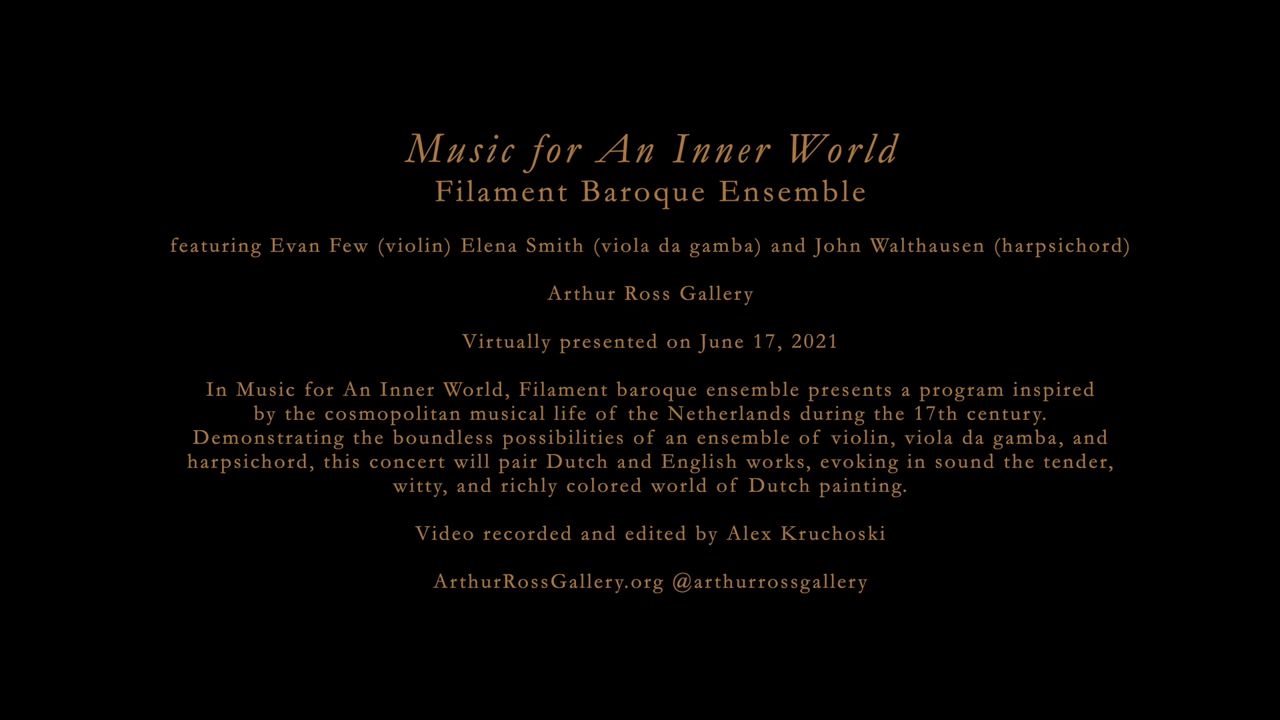 Music for An Inner World
Filament Baroque Ensemble
featuring Evan Few (violin) Elena Smith (viola da gamba) and John Walthausen (harpsichord)
Arthur Ross Gallery
Virtually presented on June 17, 2021
In Music for An Inner World, Filament baroque ensemble presents a program inspired
by the cosmopolitan musical life of the Netherlands during the 17th century.
Demonstrating the boundless possibilities of an ensemble of violin, viola da gamba, and
harpsichord, this concert will pair Dutch and English works, evoking in sound the tender,
witty, and richly colored world of Dutch painting.
Video recorded and edited by Alex Kruchoski
ArthurRossGallery.org @arthurrossgallery